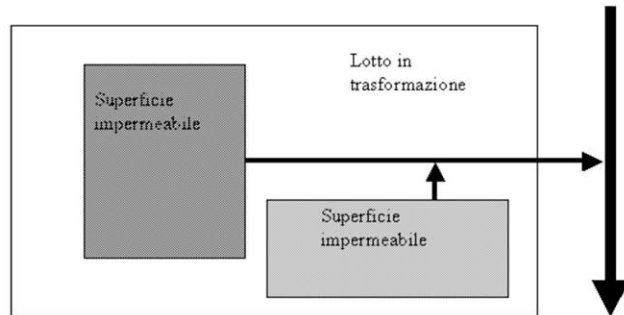 Lotto in
trasformazione
Superficie
impermeabile
Superficie
impermeabile